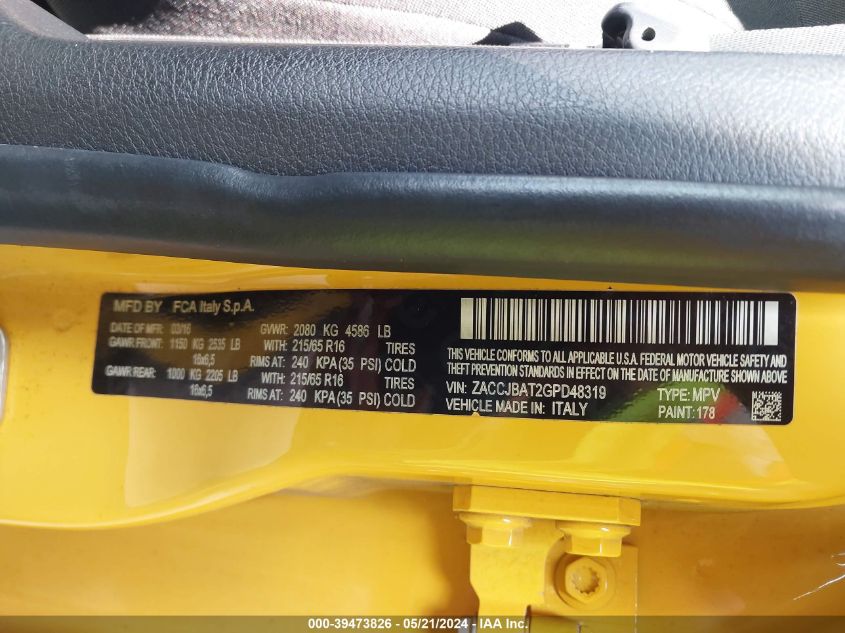 MFD BY FCA Italy S.p.A.
DATE OF MFR 03/16 GVWR: 2080 KG 4586 LB
GAWR FRONT: 1150 KG 2535 LB WITH: 215/65 R16 TIRES
16x6,5 RIMS AT: 240 KPA (35 PSI) COLD
GAWR REAR: 1000 KG 2205 LB WITH: 215/65 R16 TIRES
16x6,5 RIMS AT: 240 KPA (35 PSI) COLD
THIS VEHICLE CONFORMS TO ALL APPLICABLE U.S.A. FEDERAL MOTOR VEHICLE SAFETY AND
THEFT PREVENTION STANDARDS IN EFFECT ON THE DATE OF MANUFACTURE SHOWN ABOVE.
VIN: ZACCJBAT2GPD48319 TYPE: MPV
VEHICLE MADE IN: ITALY PAINT: 178
000-39473826 / 05/21/2024 - IAA Inc.